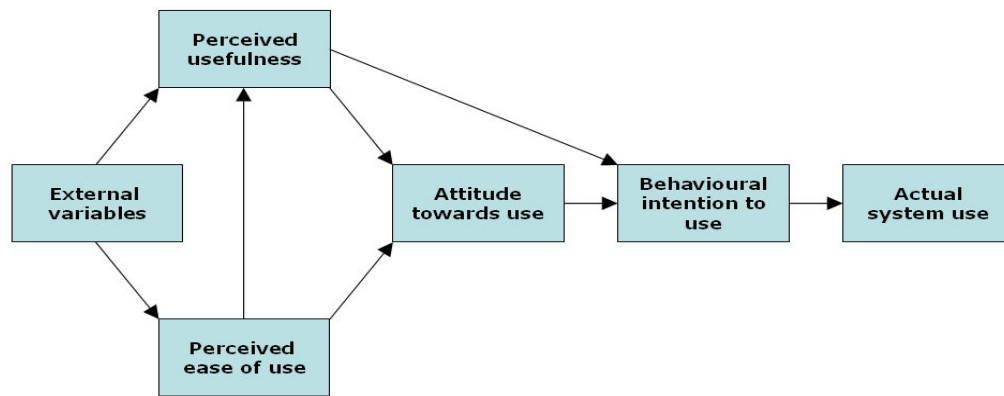 Perceived
usefulness
External
variables
Attitude
towards use
Behavioural
intention to
use
Actual
system use
Perceived
ease of use